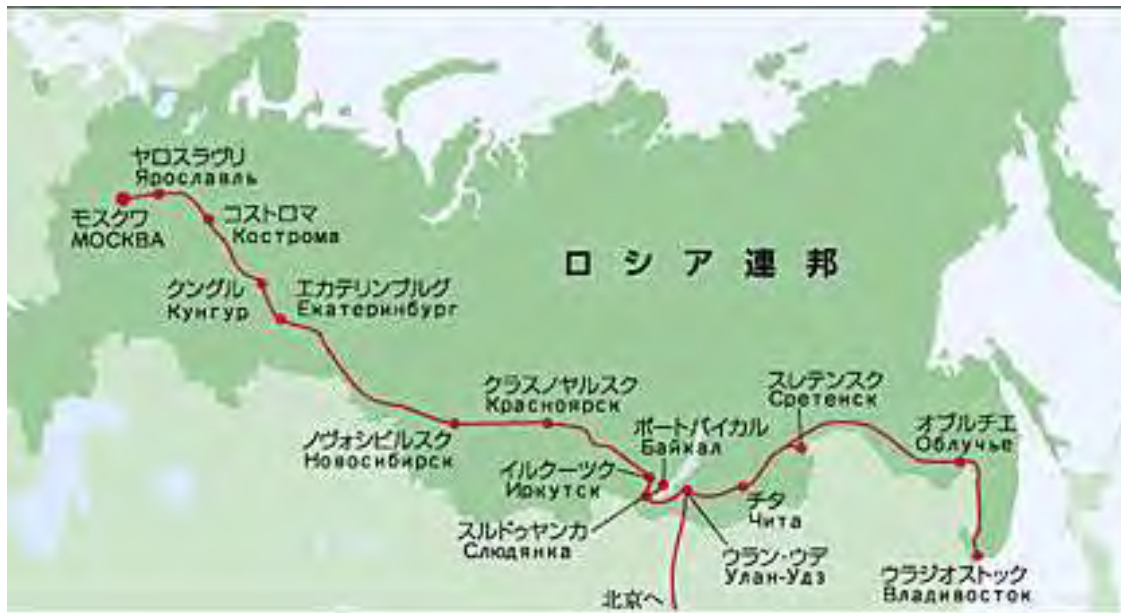 ヤロスラヴリ
Ярославль
モスクワ
МОСКВА
コストロマ
Кострома
ロシア連邦
クングル
Кунгур
エカテリンブルグ
Екатеринбург
クラスノヤルスク
Красноярск
スレテンスク
Сретенск
ポートバイカル
Байкал
オブルチエ
Облучье
ノヴォシビルスク
Новосибирск
イルクーツク
Иркутск
チタ
Чита
スルドゥヤンカ
Слюдянка
ウラン・ウデ
Улан-Удэ
ウラジオストック
Владивосток
北京へ